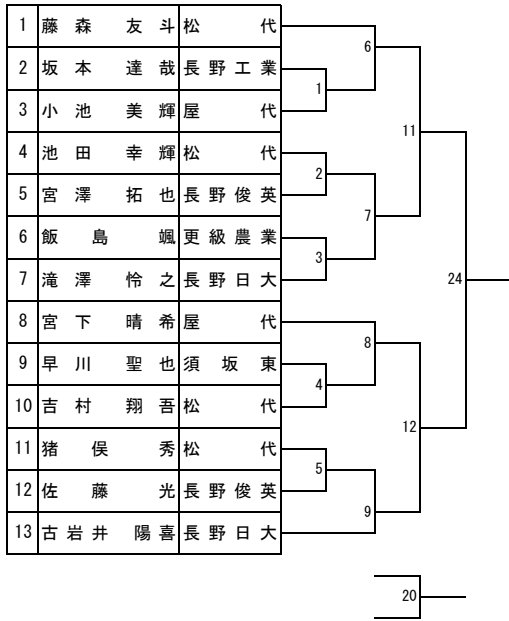 1 藤森 友斗 松代
2 坂本 達哉 長野工業
3 小池 美輝 屋代
4 池田 幸輝 松代
5 宮澤 拓也 長野俊英
6 飯島 颯 更級農業
7 滝澤 怜之 長野日大
8 宮下 晴希 屋代
9 早川 聖也 須坂東
10 吉村 翔吾 松代
11 猪俣 秀 松代
12 佐藤 光 長野俊英
13 古岩井 陽喜 長野日大
6
1
11
2
7
3
24
8
4
12
5
9
20